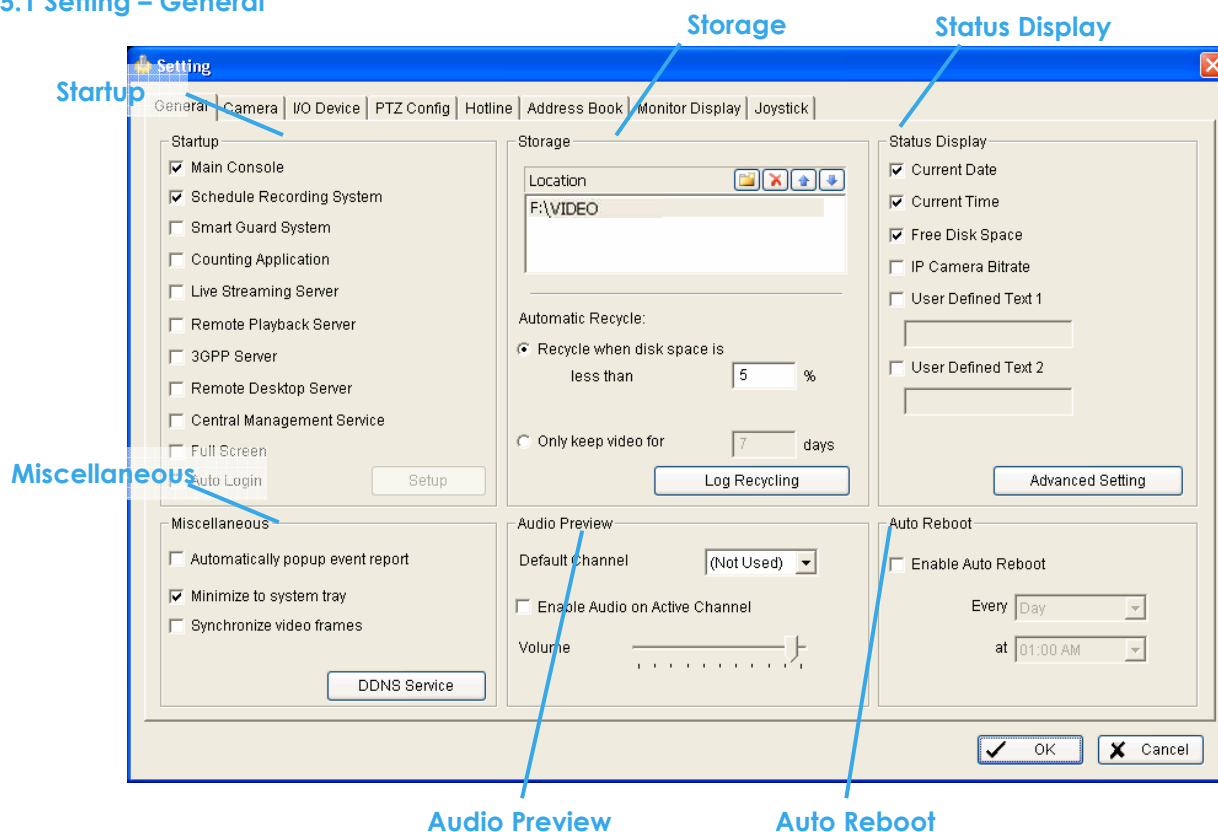 5.1 Setting – General
Storage
Status Display
Startup
Setting
General Camera I/O Device PTZ Config Hotline Address Book Monitor Display Joystick
Startup
Main Console
Schedule Recording System
Smart Guard System
Counting Application
Live Streaming Server
Remote Playback Server
3GPP Server
Remote Desktop Server
Central Management Service
Full Screen
Auto Login
Setup
Storage
Location
F:\VIDEO
Automatic Recycle:
Recycle when disk space is
less than 5 %
Only keep video for 7 days
Log Recycling
Status Display
Current Date
Current Time
Free Disk Space
IP Camera Bitrate
User Defined Text 1
User Defined Text 2
Advanced Setting
Miscellaneous
Miscellaneous
Automatically popup event report
Minimize to system tray
Synchronize video frames
DDNS Service
Audio Preview
Default Channel (Not Used)
Enable Audio on Active Channel
Volume
Auto Reboot
Enable Auto Reboot
Every Day
at 01:00 AM
OK Cancel
Audio Preview
Auto Reboot